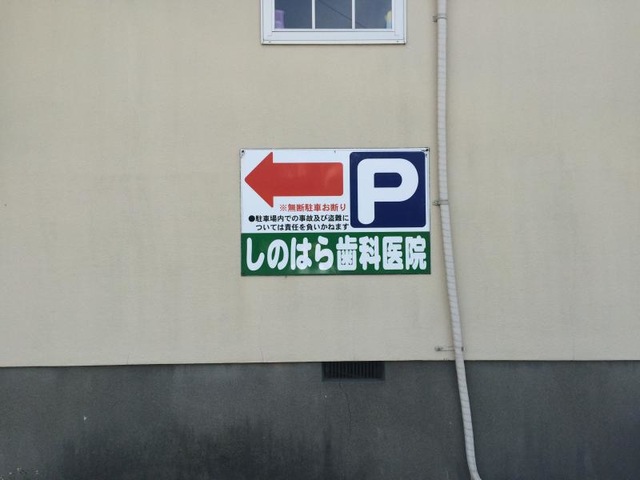 P
※無断駐車お断り
●駐車場内での事故及び盗難に
ついては責任を負いかねます
しのはら歯科医院